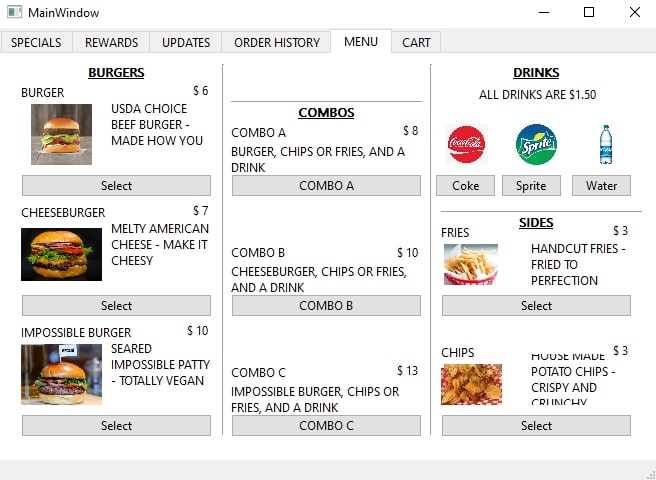 MainWindow
SPECIALS
REWARDS
UPDATES
ORDER HISTORY
MENU
CART
BURGERS
BURGER
$ 6
USDA CHOICE
BEEF BURGER -
MADE HOW YOU
Select
CHEESEBURGER
$ 7
MELTY AMERICAN
CHEESE - MAKE IT
CHEESY
Select
IMPOSSIBLE BURGER
$ 10
SEARED
IMPOSSIBLE PATTY
- TOTALLY VEGAN
Select
COMBOS
COMBO A
$ 8
BURGER, CHIPS OR FRIES, AND A
DRINK
COMBO A
COMBO B
$ 10
CHEESEBURGER, CHIPS OR FRIES,
AND A DRINK
COMBO B
COMBO C
$ 13
IMPOSSIBLE BURGER, CHIPS OR
FRIES, AND A DRINK
COMBO C
DRINKS
ALL DRINKS ARE $1.50
Coca-Cola
Sprite
Coke
Sprite
Water
SIDES
FRIES
$ 3
HANDCUT FRIES -
FRIED TO
PERFECTION
Select
CHIPS
$ 3
HOUSE MADE
POTATO CHIPS -
CRISPY AND
CRUNCHY
Select